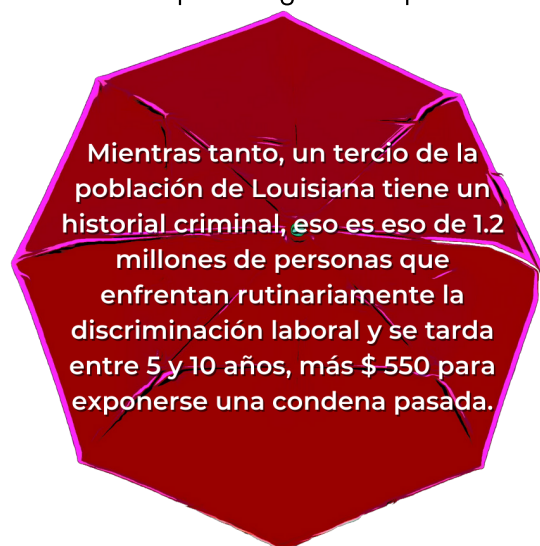 Mientras tanto, un tercio de la
población de Louisiana tiene un
historial criminal, eso es eso de 1.2
millones de personas que
enfrentan rutinariamente la
discriminación laboral y se tarda
entre 5 y 10 años, más $ 550 para
exponerse una condena pasada.